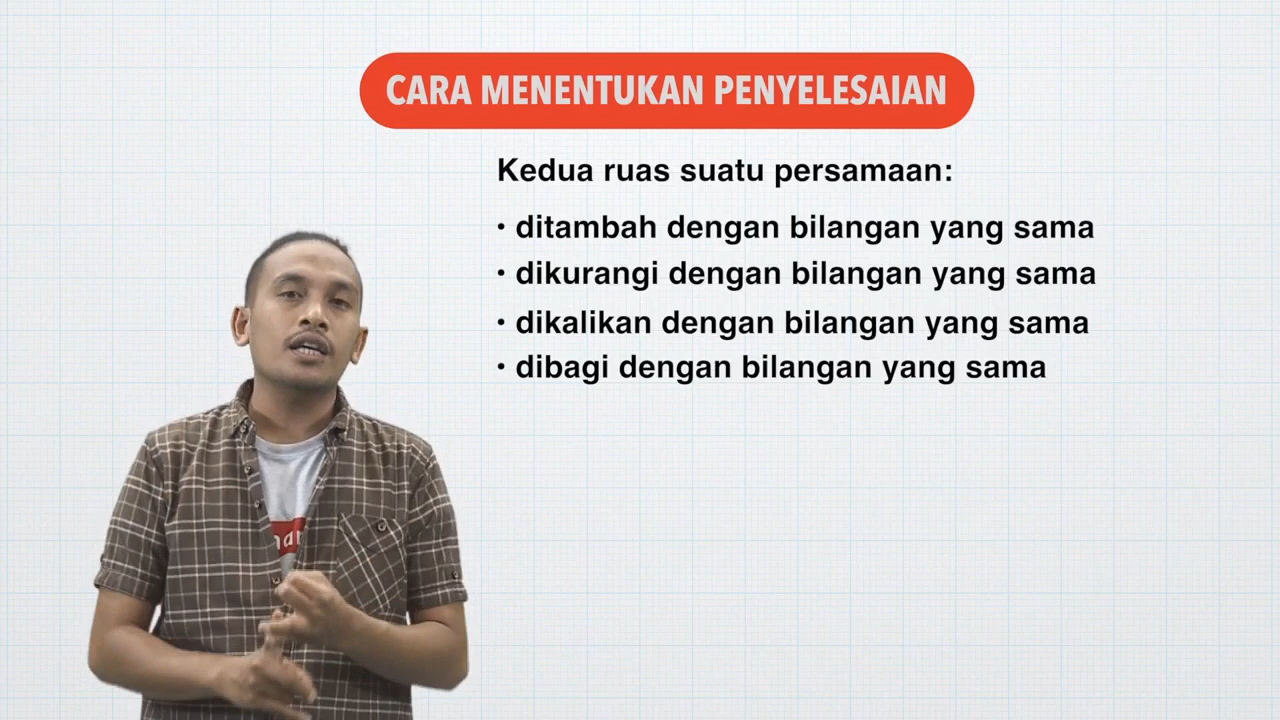 CARA MENENTUKAN PENYELESAIAN
Kedua ruas suatu persamaan:
• ditambah dengan bilangan yang sama
• dikurangi dengan bilangan yang sama
• dikalikan dengan bilangan yang sama
• dibagi dengan bilangan yang sama